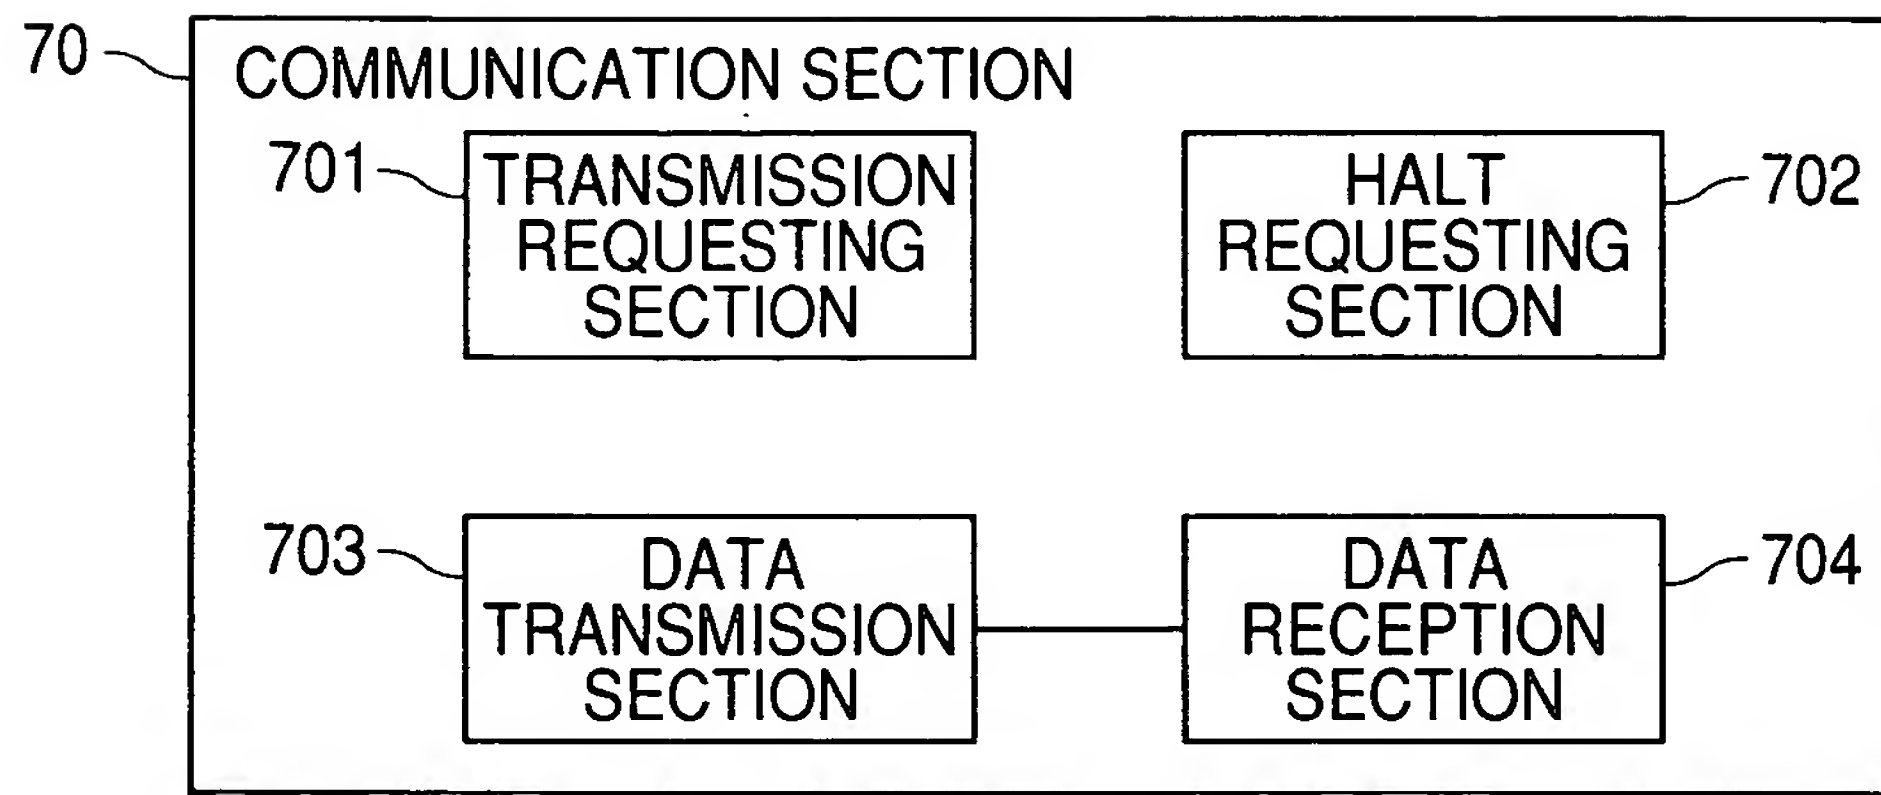 70
COMMUNICATION SECTION
701
TRANSMISSION
REQUESTING
SECTION
HALT
REQUESTING
SECTION
702
703
DATA
TRANSMISSION
SECTION
DATA
RECEPTION
SECTION
704